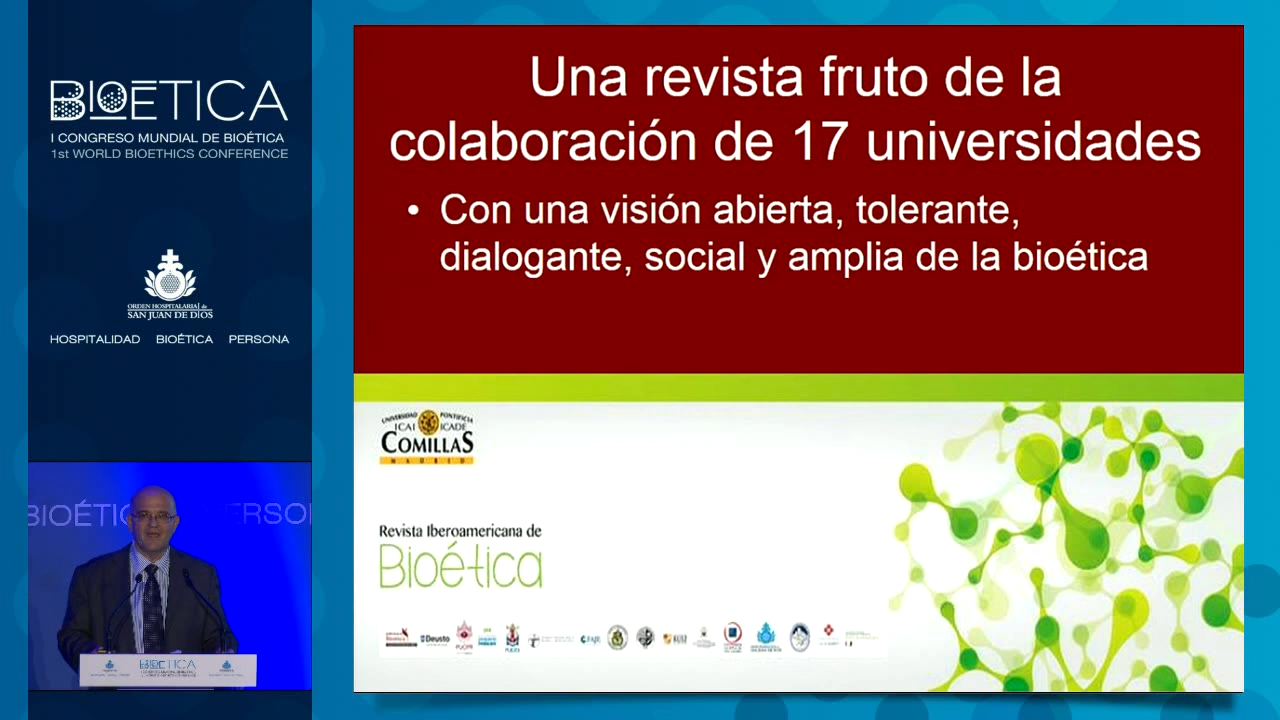 BIOETICA
I CONGRESO MUNDIAL DE BIOÉTICA
1st WORLD BIOETHICS CONFERENCE
ORDEN HOSPITALARIA de
SAN JUAN DE DIOS
HOSPITALIDAD BIOÉTICA PERSONA
BIOÉTIC PERSO
BIOETICA
Una revista fruto de la
colaboración de 17 universidades
• Con una visión abierta, tolerante,
dialogante, social y amplia de la bioética
UNIVERSIDAD PONTIFICIA
ICAI ICADE
COMILLAS
MADRID
Revista Iberoamericana de
Bioética
Deusto